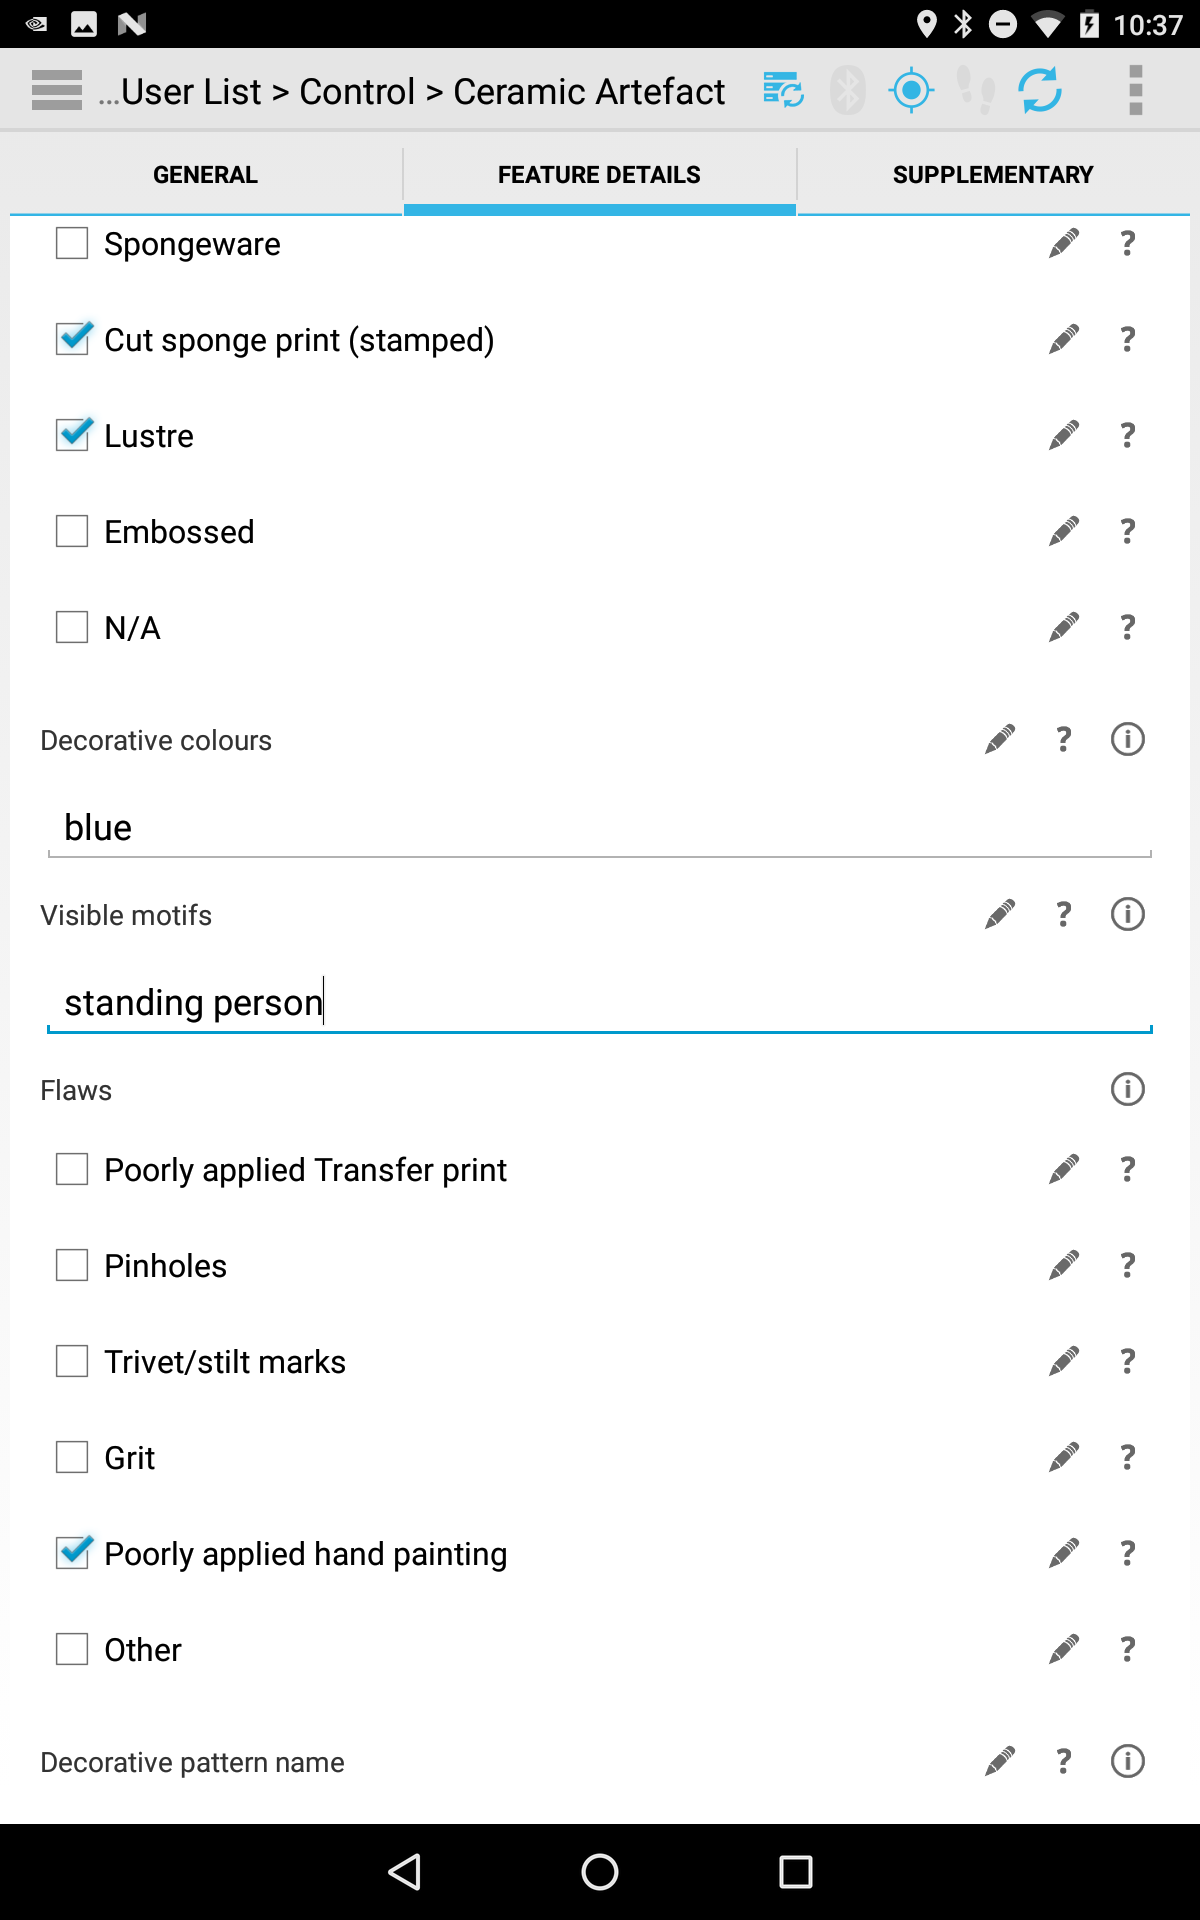 10:37
...User List > Control > Ceramic Artefact
GENERAL
FEATURE DETAILS
SUPPLEMENTARY
Spongeware ?
Cut sponge print (stamped) ?
Lustre ?
Embossed ?
N/A ?
Decorative colours ? i
blue
Visible motifs ? i
standing person
Flaws i
Poorly applied Transfer print ?
Pinholes ?
Trivet/stilt marks ?
Grit ?
Poorly applied hand painting ?
Other ?
Decorative pattern name ? i